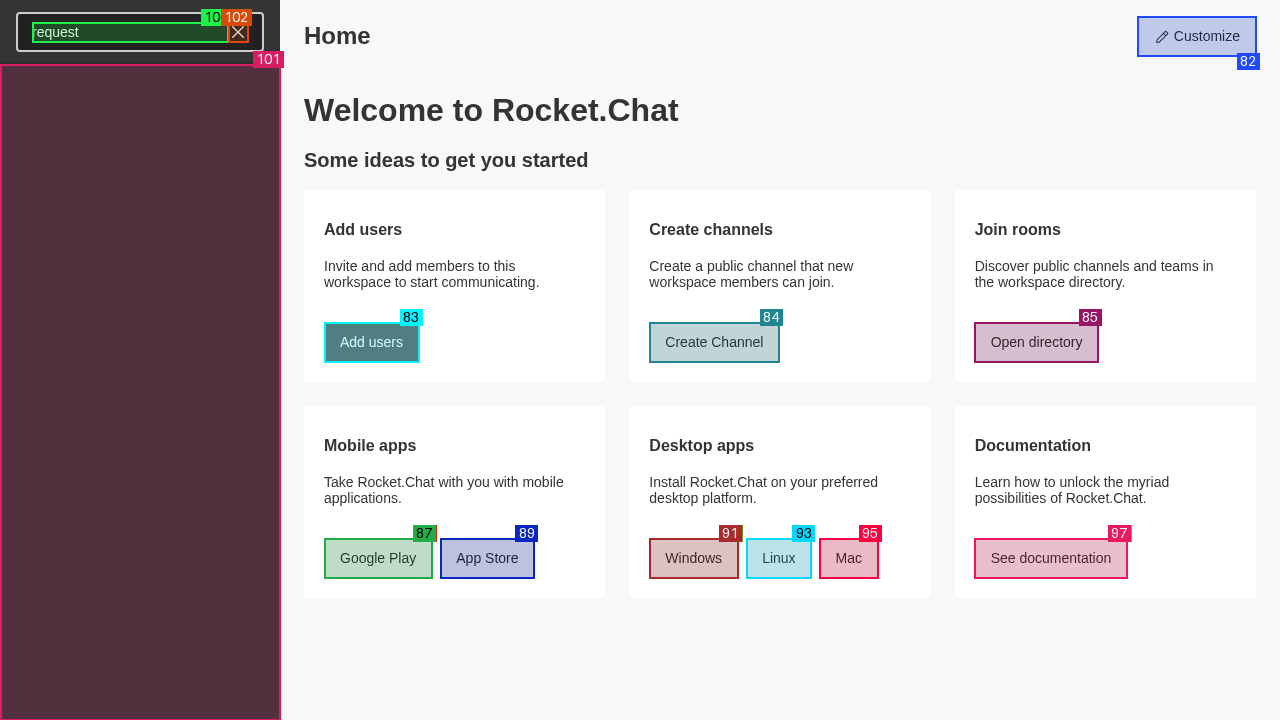 request
10
102
101
Home
Customize
82
Welcome to Rocket.Chat
Some ideas to get you started
Add users
Invite and add members to this
workspace to start communicating.
83
Add users
Create channels
Create a public channel that new
workspace members can join.
84
Create Channel
Join rooms
Discover public channels and teams in
the workspace directory.
85
Open directory
Mobile apps
Take Rocket.Chat with you with mobile
applications.
87
89
Google Play
App Store
Desktop apps
Install Rocket.Chat on your preferred
desktop platform.
91
93
95
Windows
Linux
Mac
Documentation
Learn how to unlock the myriad
possibilities of Rocket.Chat.
97
See documentation